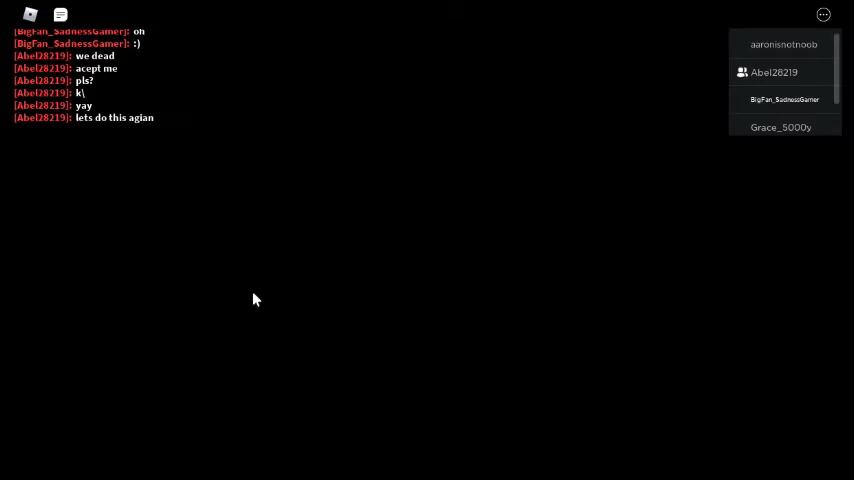 [BigFan_SadnessGamer]: oh
[BigFan_SadnessGamer]: :)
[Abel28219]: we dead
[Abel28219]: acept me
[Abel28219]: pls?
[Abel28219]: k\
[Abel28219]: yay
[Abel28219]: lets do this agian
aaronisnotnoob
Abel28219
BigFan_SadnessGamer
Grace_5000y